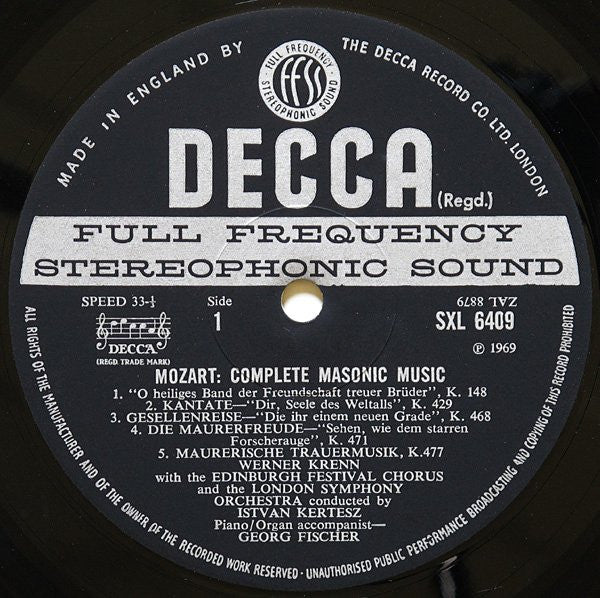 MADE IN ENGLAND BY
THE DECCA RECORD CO. LTD. LONDON
FULL FREQUENCY
FFSS
STEREOPHONIC SOUND
DECCA (Regd.)
FULL FREQUENCY
STEREOPHONIC SOUND
SPEED 33-⅓
Side
1
ZAL 8879
SXL 6409
DECCA
(REGD. TRADE MARK)
℗ 1969
MOZART: COMPLETE MASONIC MUSIC
1. "O heiliges Band der Freundschaft treuer Brüder", K. 148
2. KANTATE—"Dir, Seele des Weltalls", K. 429
3. GESELLENREISE—"Die ihr einem neuen Grade", K. 468
4. DIE MAURERFREUDE—"Sehen, wie dem starren
Forscherauge", K. 471
5. MAURERISCHE TRAUERMUSIK, K.477
WERNER KRENN
with the EDINBURGH FESTIVAL CHORUS
and the LONDON SYMPHONY
ORCHESTRA conducted by
ISTVAN KERTESZ
Piano/Organ accompanist—
GEORG FISCHER
ALL RIGHTS OF THE MANUFACTURER AND OF THE OWNER OF THE RECORDED WORK RESERVED · UNAUTHORISED PUBLIC PERFORMANCE BROADCASTING AND COPYING OF THIS RECORD PROHIBITED